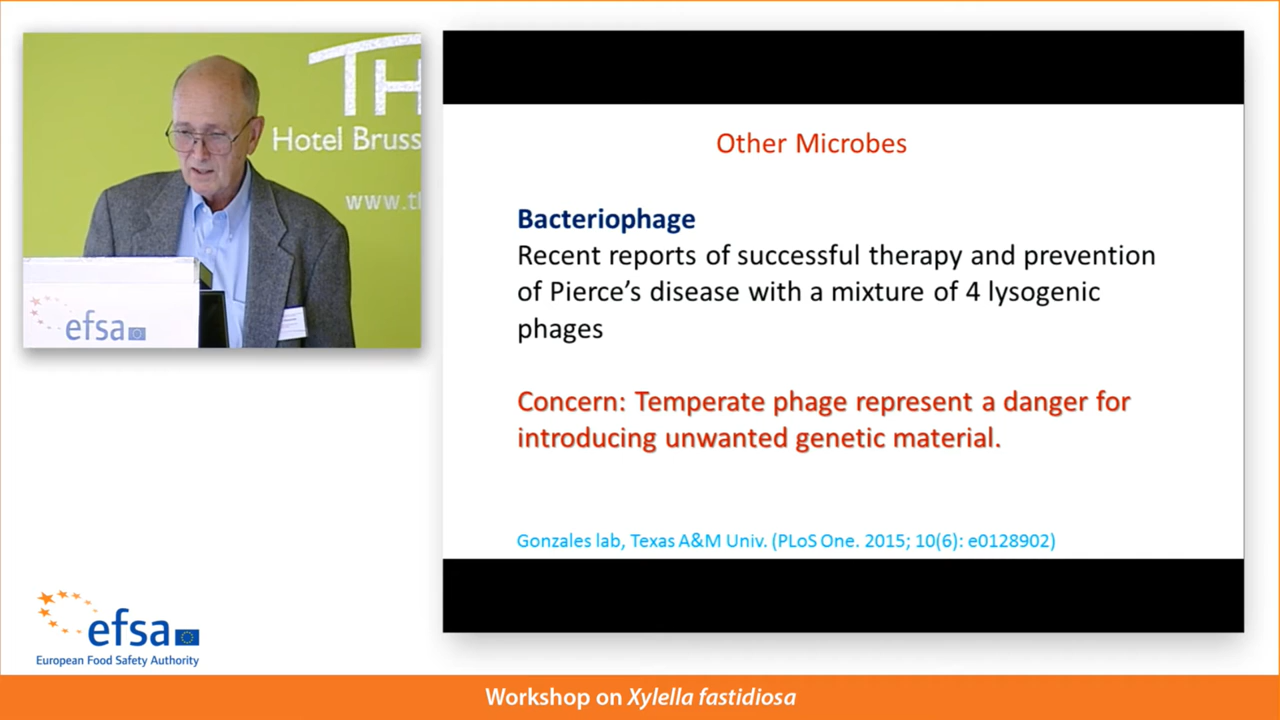 TH
Hotel Bruss
www.th
efsa
Other Microbes
Bacteriophage
Recent reports of successful therapy and prevention
of Pierce's disease with a mixture of 4 lysogenic
phages
Concern: Temperate phage represent a danger for
introducing unwanted genetic material.
Gonzales lab, Texas A&M Univ. (PLoS One. 2015; 10(6): e0128902)
efsa
European Food Safety Authority
Workshop on Xylella fastidiosa